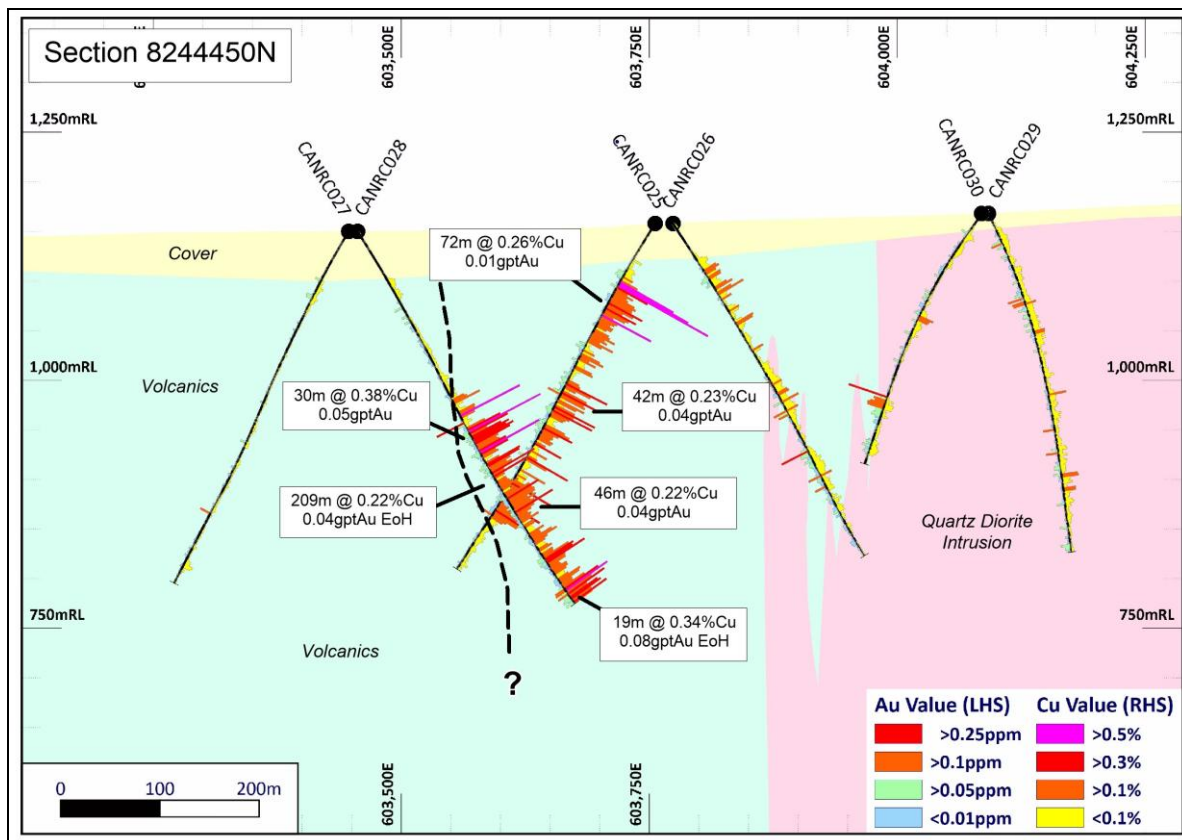 Section 8244450N
603,500E
603,750E
604,000E
604,250E
1,250mRL
1,250mRL
CANRC027
CANRC028
CANRC025
CANRC026
CANRC030
CANRC029
Cover
72m @ 0.26%Cu
0.01gptAu
1,000mRL
1,000mRL
Volcanics
30m @ 0.38%Cu
0.05gptAu
42m @ 0.23%Cu
0.04gptAu
209m @ 0.22%Cu
0.04gptAu EoH
46m @ 0.22%Cu
0.04gptAu
Quartz Diorite
Intrusion
750mRL
750mRL
19m @ 0.34%Cu
0.08gptAu EoH
Volcanics
?
Au Value (LHS)
>0.25ppm
>0.1ppm
>0.05ppm
<0.01ppm
Cu Value (RHS)
>0.5%
>0.3%
>0.1%
<0.1%
603,500E
603,750E
0
100
200m